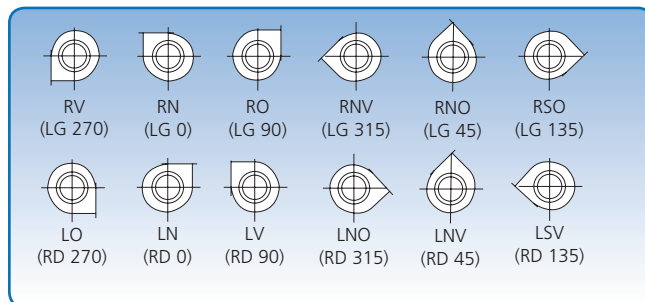 RV RN RO RNV RNO RSO
(LG 270) (LG 0) (LG 90) (LG 315) (LG 45) (LG 135)
LO LN LV LNO LNV LSV
(RD 270) (RD 0) (RD 90) (RD 315) (RD 45) (RD 135)